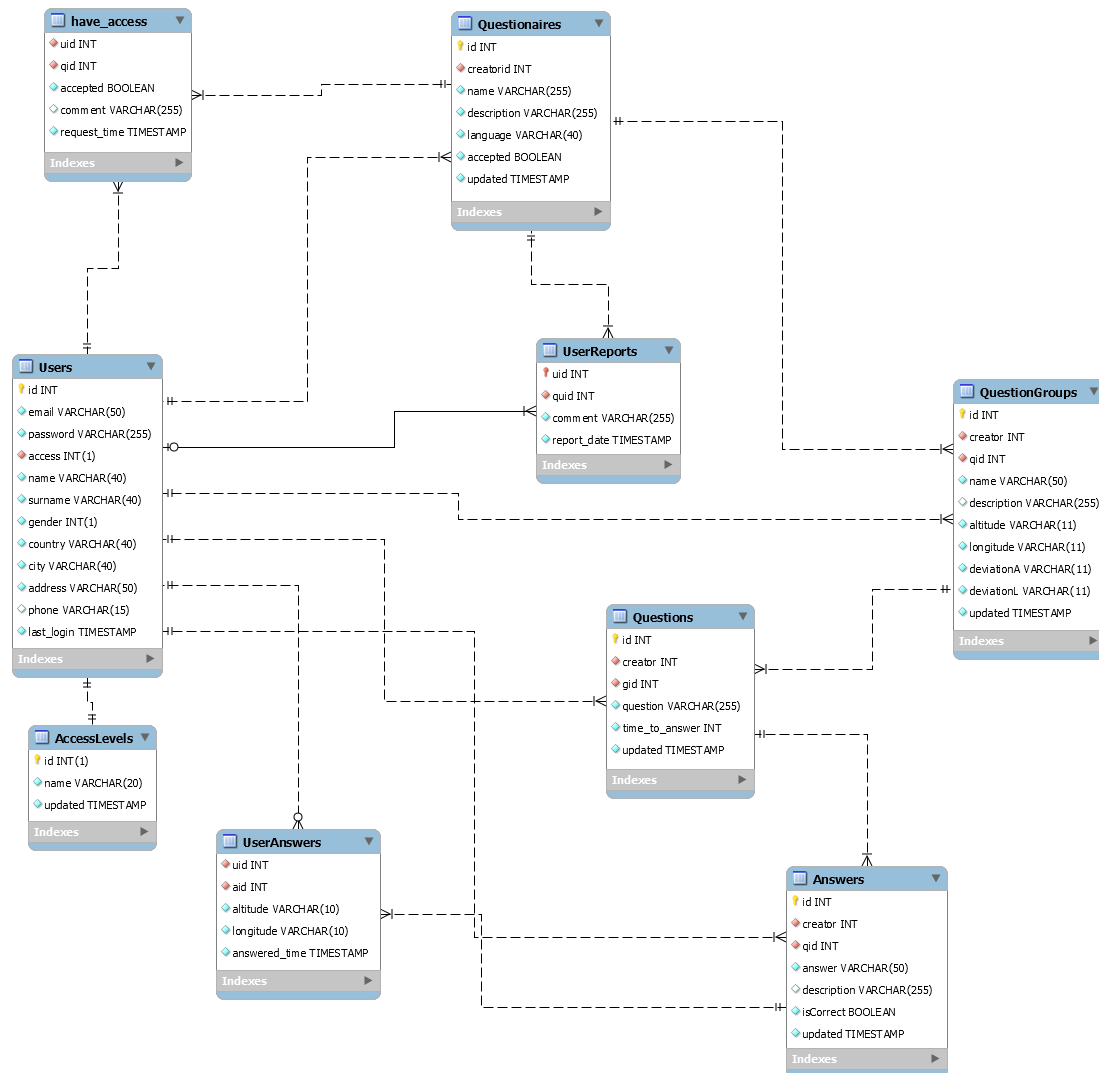 have_access
uid INT
qid INT
accepted BOOLEAN
comment VARCHAR(255)
request_time TIMESTAMP
Indexes
Questionaires
id INT
creatorid INT
name VARCHAR(255)
description VARCHAR(255)
language VARCHAR(40)
accepted BOOLEAN
updated TIMESTAMP
Indexes
UserReports
uid INT
quid INT
comment VARCHAR(255)
report_date TIMESTAMP
Indexes
Users
id INT
email VARCHAR(50)
password VARCHAR(255)
access INT(1)
name VARCHAR(40)
surname VARCHAR(40)
gender INT(1)
country VARCHAR(40)
city VARCHAR(40)
address VARCHAR(50)
phone VARCHAR(15)
last_login TIMESTAMP
Indexes
QuestionGroups
id INT
creator INT
qid INT
name VARCHAR(50)
description VARCHAR(255)
altitude VARCHAR(11)
longitude VARCHAR(11)
deviationA VARCHAR(11)
deviationL VARCHAR(11)
updated TIMESTAMP
Indexes
Questions
id INT
creator INT
gid INT
question VARCHAR(255)
time_to_answer INT
updated TIMESTAMP
Indexes
AccessLevels
id INT(1)
name VARCHAR(20)
updated TIMESTAMP
Indexes
UserAnswers
uid INT
aid INT
altitude VARCHAR(10)
longitude VARCHAR(10)
answered_time TIMESTAMP
Indexes
Answers
id INT
creator INT
qid INT
answer VARCHAR(50)
description VARCHAR(255)
isCorrect BOOLEAN
updated TIMESTAMP
Indexes